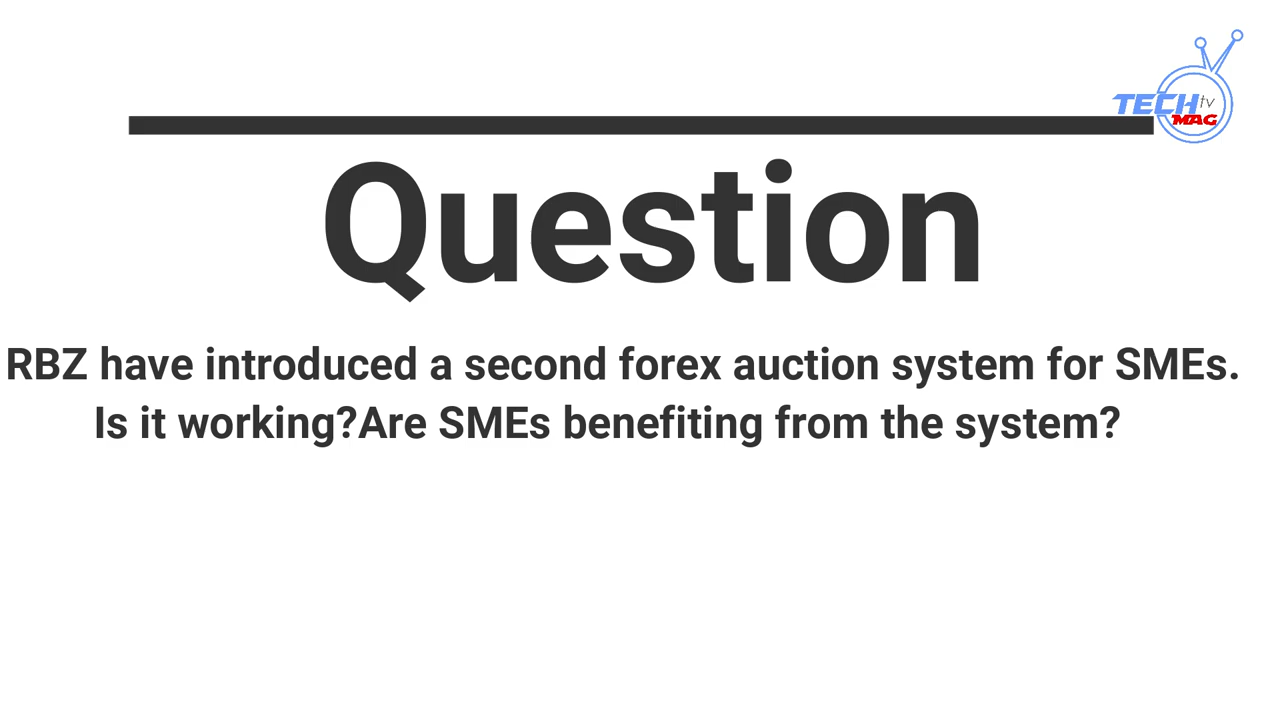 TECH tv
MAG
Question
RBZ have introduced a second forex auction system for SMEs.
Is it working?Are SMEs benefiting from the system?